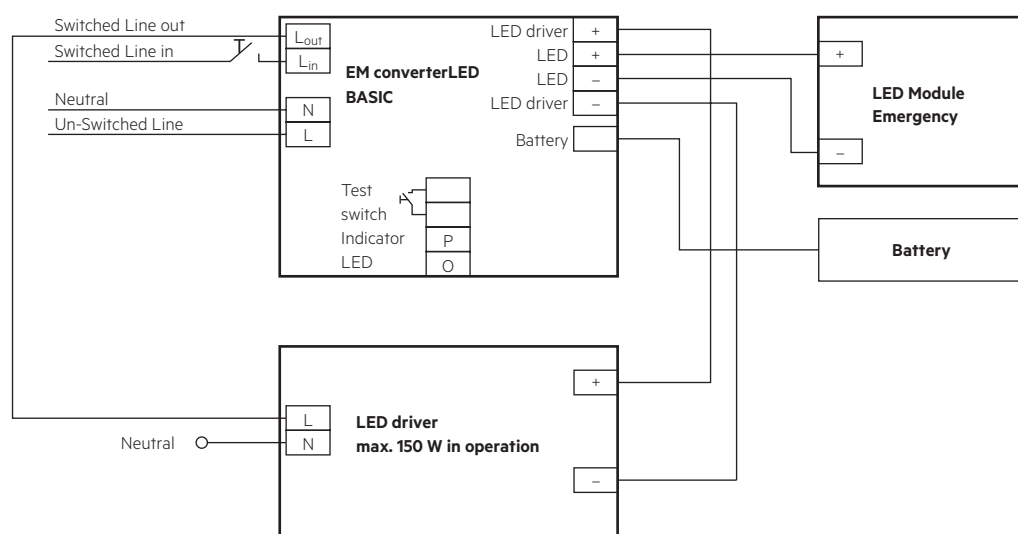 Switched Line out
Switched Line in
Neutral
Un-Switched Line
Lout
Lin
N
L
EM converterLED
BASIC
Test
switch
Indicator
LED
P
O
LED driver +
LED +
LED –
LED driver –
Battery
+
–
LED Module
Emergency
Battery
Neutral
L
N
LED driver
max. 150 W in operation
+
–